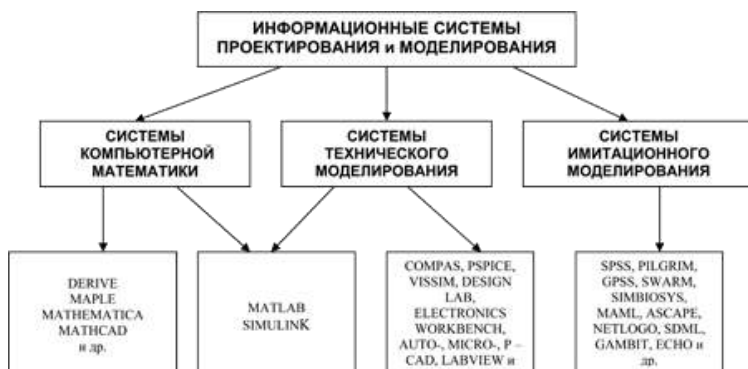 ИНФОРМАЦИОННЫЕ СИСТЕМЫ
ПРОЕКТИРОВАНИЯ и МОДЕЛИРОВАНИЯ
СИСТЕМЫ
КОМПЬЮТЕРНОЙ
МАТЕМАТИКИ
СИСТЕМЫ
ТЕХНИЧЕСКОГО
МОДЕЛИРОВАНИЯ
СИСТЕМЫ
ИМИТАЦИОННОГО
МОДЕЛИРОВАНИЯ
DERIVE
MAPLE
MATHEMATICA
MATHCAD
и др.
MATLAB
SIMULINK
COMPAS, PSPICE,
VISSIM, DESIGN
LAB,
ELECTRONICS
WORKBENCH,
AUTO-, MICRO-, P –
CAD, LABVIEW и
SPSS, PILGRIM,
GPSS, SWARM,
SIMBIOSYS,
MAML, ASCAPE,
NETLOGO, SDML,
GAMBIT, ECHO и
др.